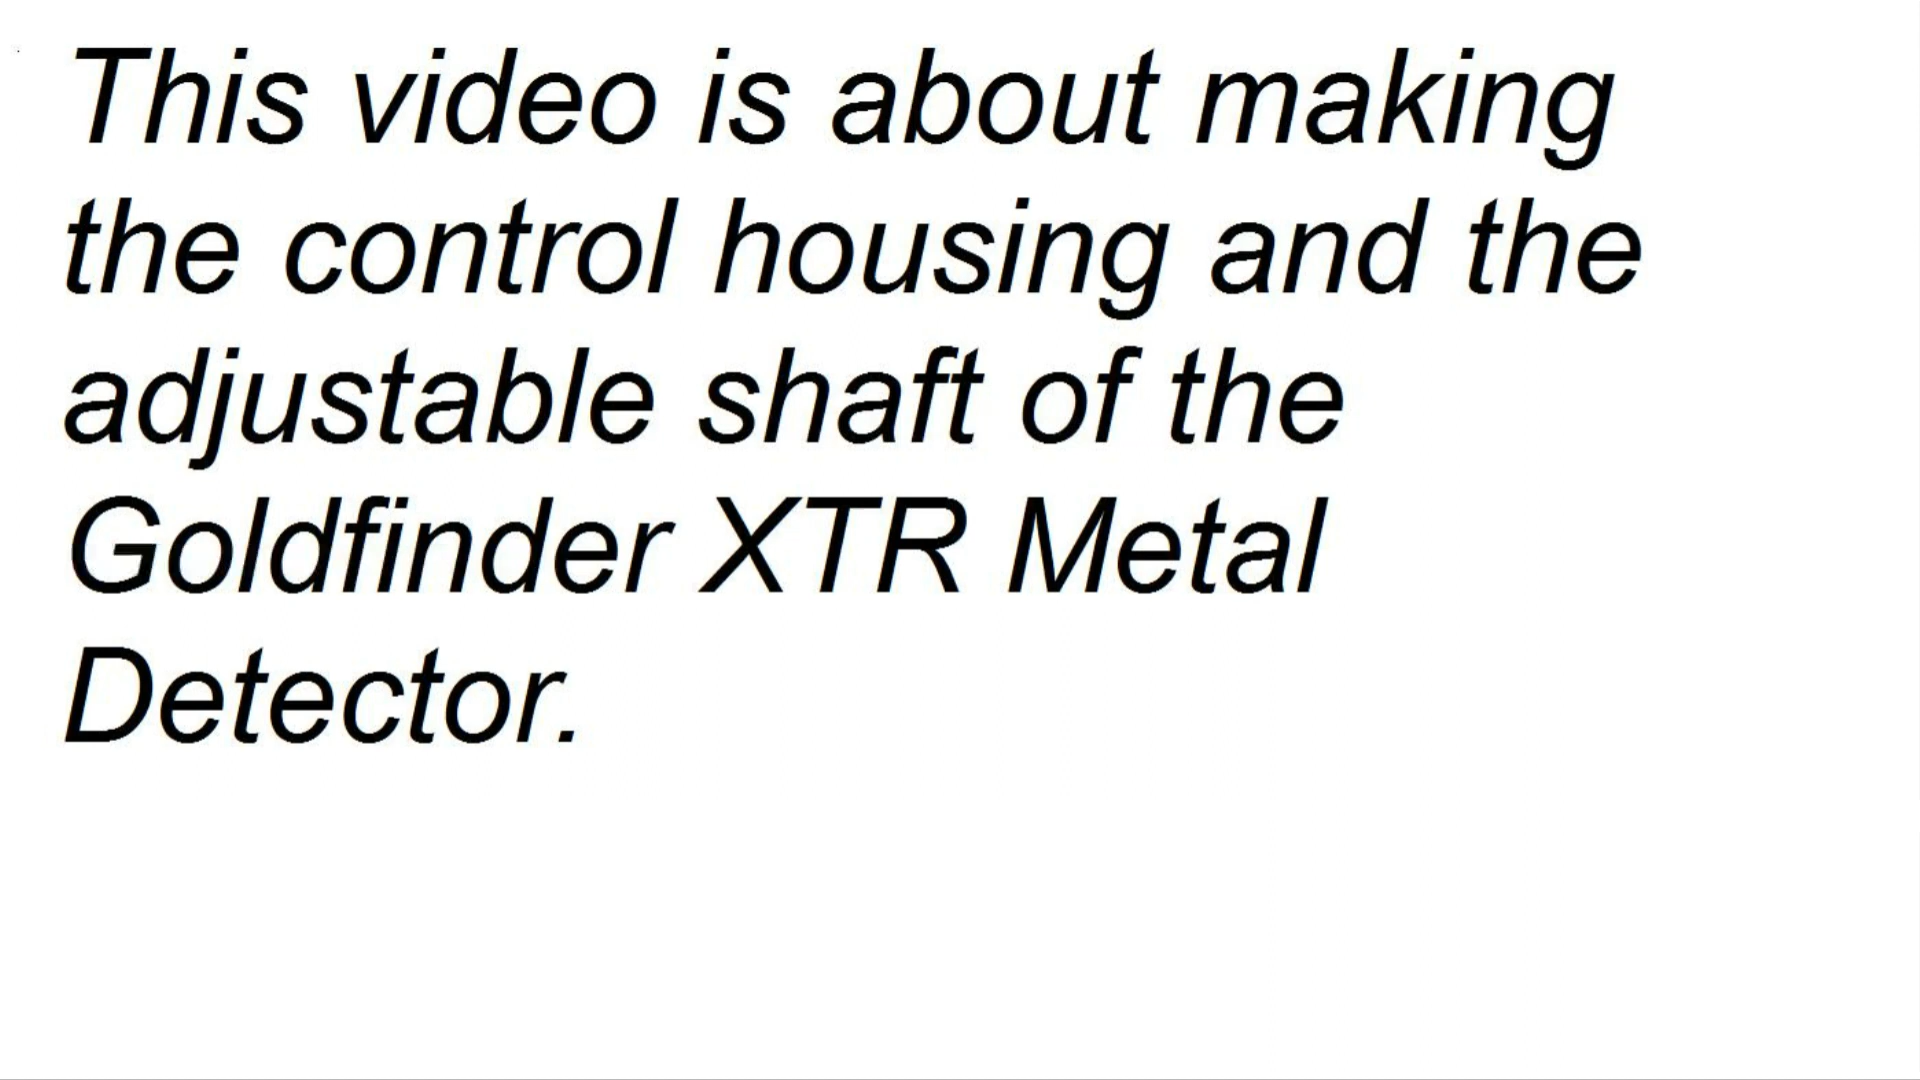 This video is about making
the control housing and the
adjustable shaft of the
Goldfinder XTR Metal
Detector.